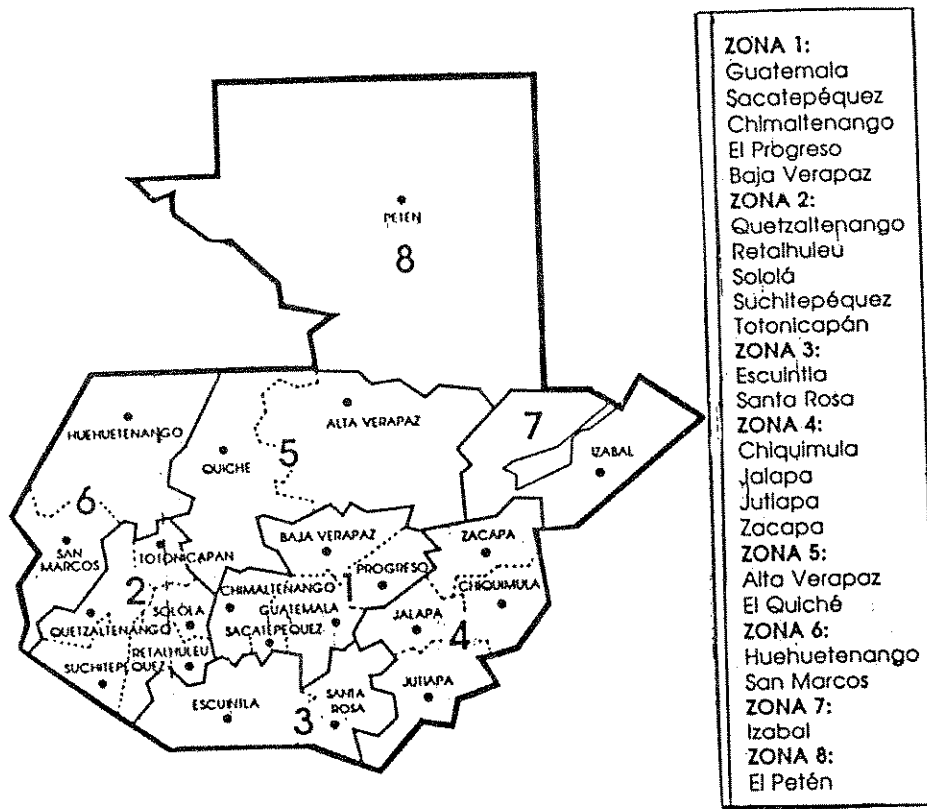 PETÉN
8
HUEHUETENANGO
QUICHÉ
5
ALTA VERAPAZ
7
IZABAL
6
SAN
MARCOS
TOTONICAPAN
BAJA VERAPAZ
ZACAPA
2
CHIMALTENANGO
1
PROGRESO
CHIQUIMULA
SOLOLA
GUATEMALA
JALAPA
QUETZALTENANGO
SACATEPEQUEZ
4
RETALHULEU
SUCHITEPEQUEZ
ESCUINTLA
3
SANTA
ROSA
JUTIAPA
ZONA 1:
Guatemala
Sacatepéquez
Chimaltenango
El Progreso
Baja Verapaz
ZONA 2:
Quetzaltenango
Retalhuleu
Sololá
Suchitepéquez
Totonicapán
ZONA 3:
Escuintla
Santa Rosa
ZONA 4:
Chiquimula
Jalapa
Jutiapa
Zacapa
ZONA 5:
Alta Verapaz
El Quiché
ZONA 6:
Huehuetenango
San Marcos
ZONA 7:
Izabal
ZONA 8:
El Petén